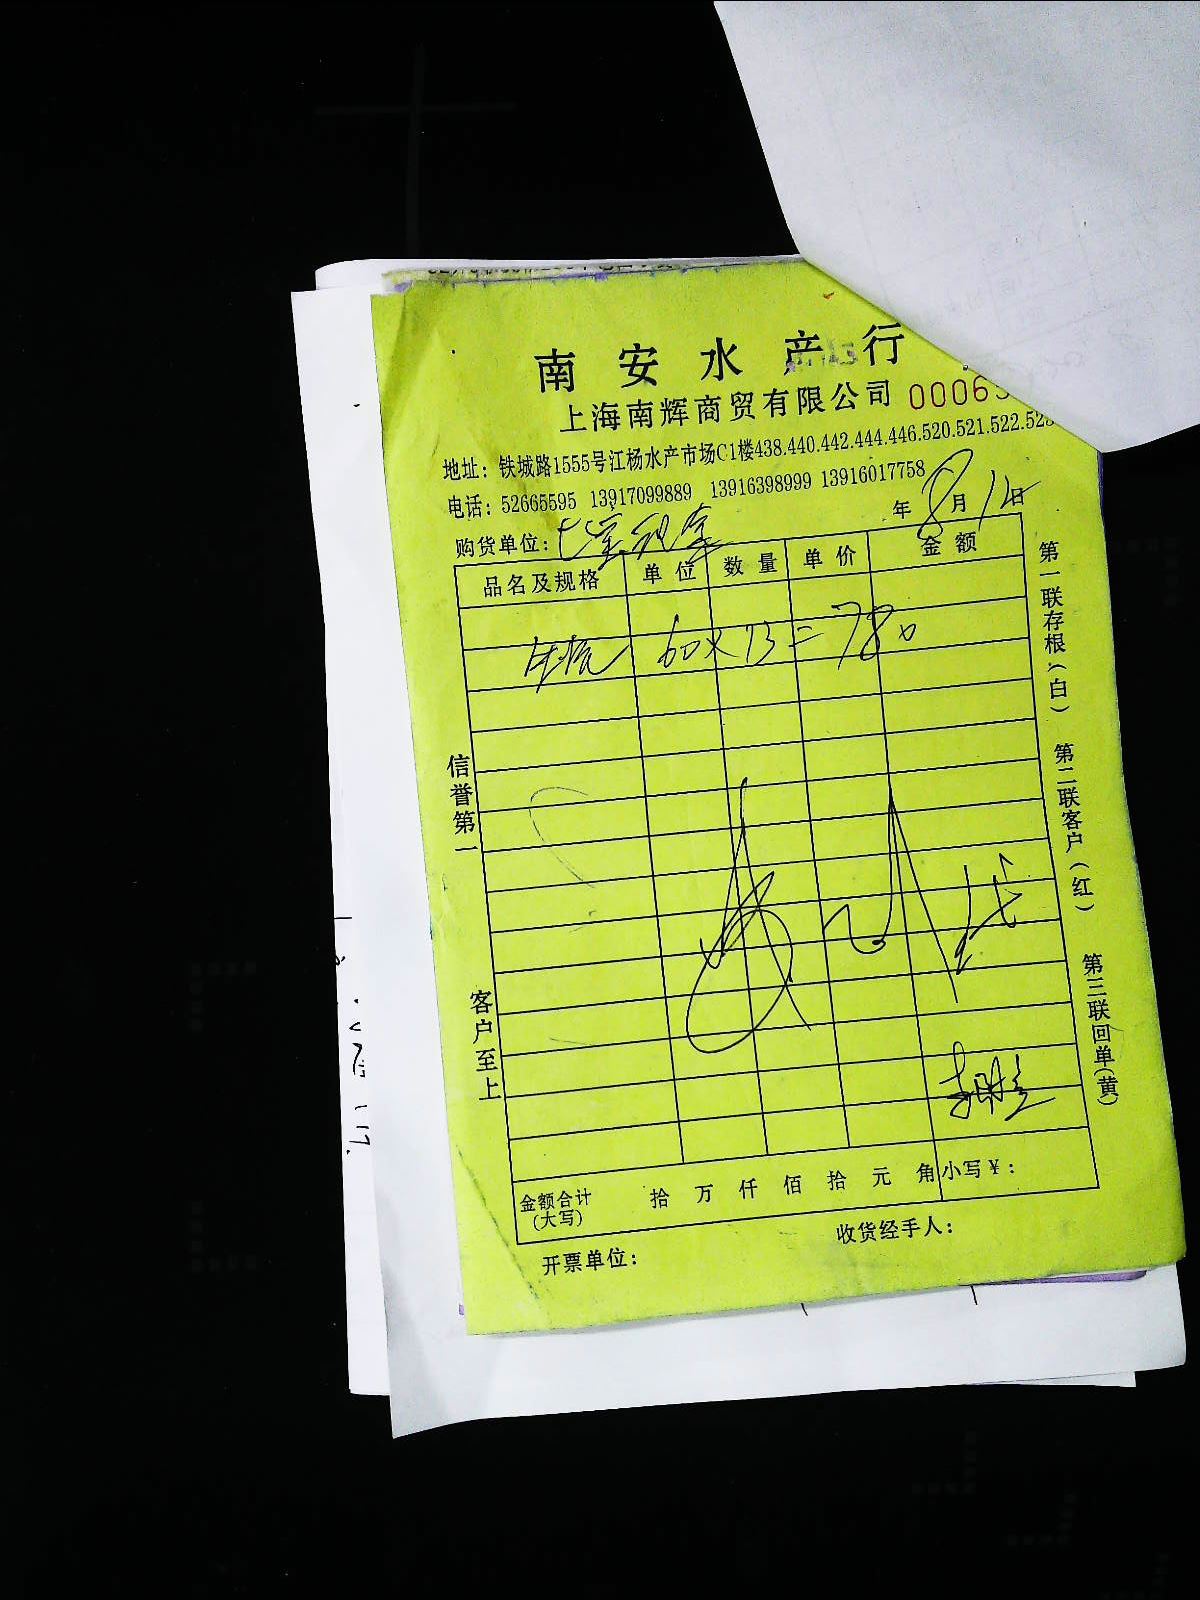 南安水产行
上海南辉商贸有限公司 00063
地址：铁城路1555号江杨水产市场C1楼438.440.442.444.446.520.521.522.523
电话：52665595 13917099889 13916398999 13916017758
年8月12日
购货单位：七宝
品名及规格 单位 数量 单价 金额
60×13=780
信誉第一 客户至上
第一联存根（白） 第二联客户（红） 第三联回单（黄）
金额合计（大写） 拾 万 仟 佰 拾 元 角 小写￥：
收货经手人：
开票单位：